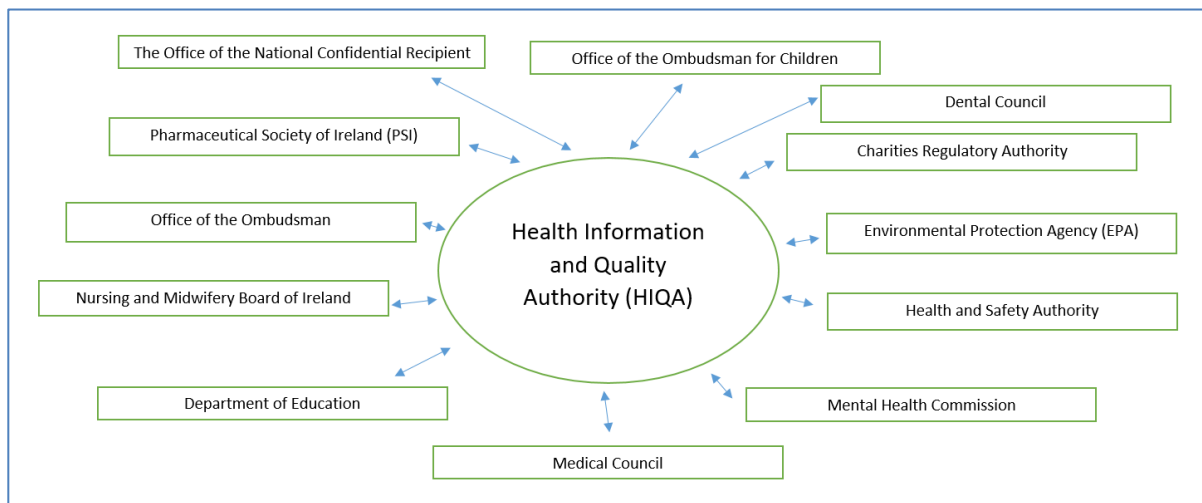 The Office of the National Confidential Recipient
Office of the Ombudsman for Children
Dental Council
Pharmaceutical Society of Ireland (PSI)
Charities Regulatory Authority
Office of the Ombudsman
Health Information
and Quality
Authority (HIQA)
Environmental Protection Agency (EPA)
Nursing and Midwifery Board of Ireland
Health and Safety Authority
Department of Education
Mental Health Commission
Medical Council